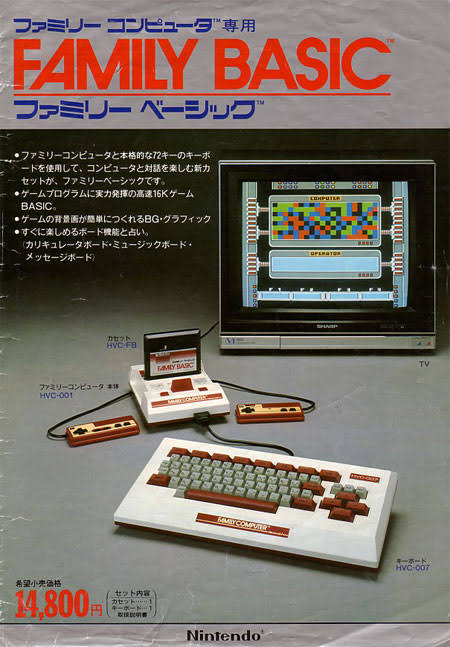 ファミリー コンピュータ™専用
FAMILY BASIC™
ファミリー ベーシック™
●ファミリーコンピュータと本格的な72キーのキーボ
ードを使用して、コンピュータと対話を楽しむ新カ
セットが、ファミリーベーシックです。
●ゲームプログラムに実力発揮の高速16Kゲーム
BASIC。
●ゲームの背景画が簡単につくれるBG・グラフィック
●すぐに楽しめるボード機能と占い。
(カリキュレータボード・ミュージックボード・
メッセージボード)
COMPUTER
OPERATOR
SHARP
TV
カセット
HVC-FB
FAMILY BASIC
ファミリーコンピュータ 本体
HVC-001
FAMILY COMPUTER
HVC-007
FAMILY COMPUTER
キーボード
HVC-007
希望小売価格
14,800円
セット内容
カセット……1
キーボード…1
取扱説明書
Nintendo®